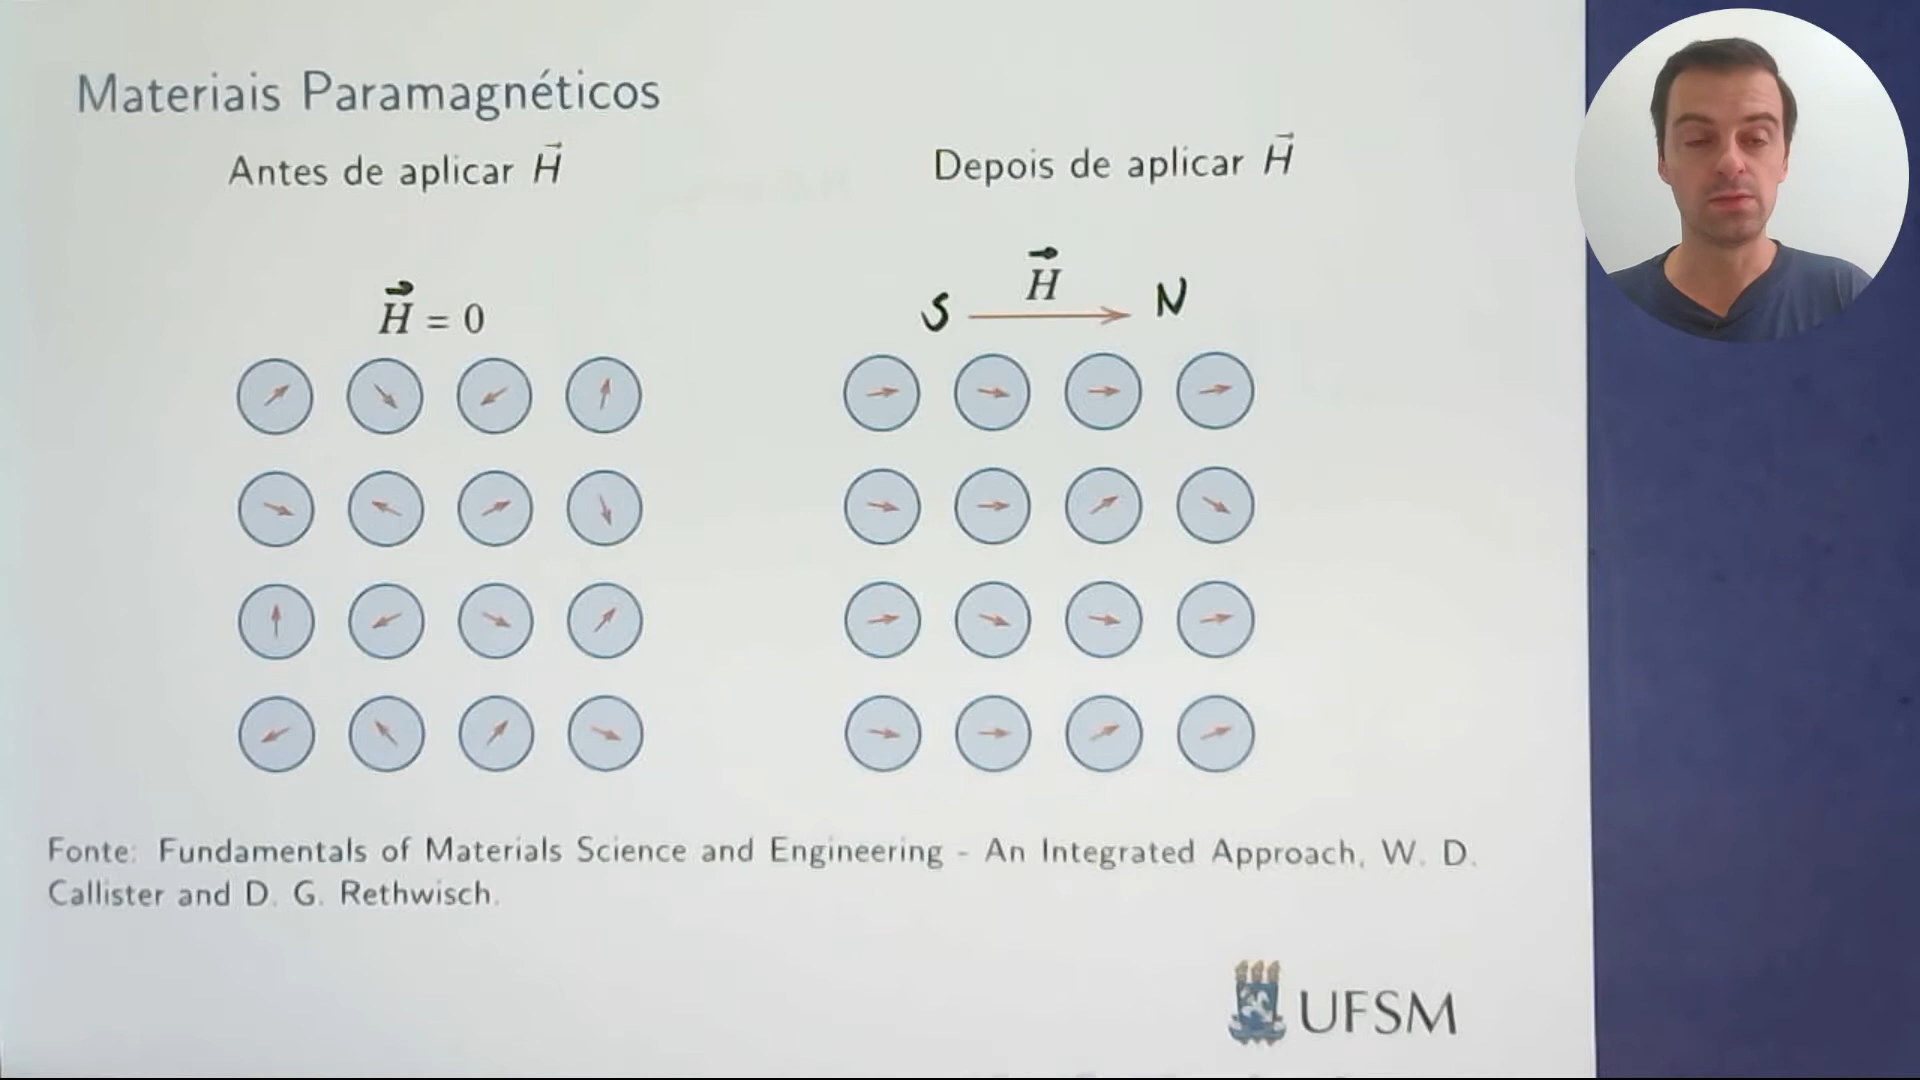 Materiais Paramagnéticos
Antes de aplicar H⃗
Depois de aplicar H⃗
H⃗ = 0
S H⃗ N
Fonte: Fundamentals of Materials Science and Engineering - An Integrated Approach, W. D.
Callister and D. G. Rethwisch.
UFSM